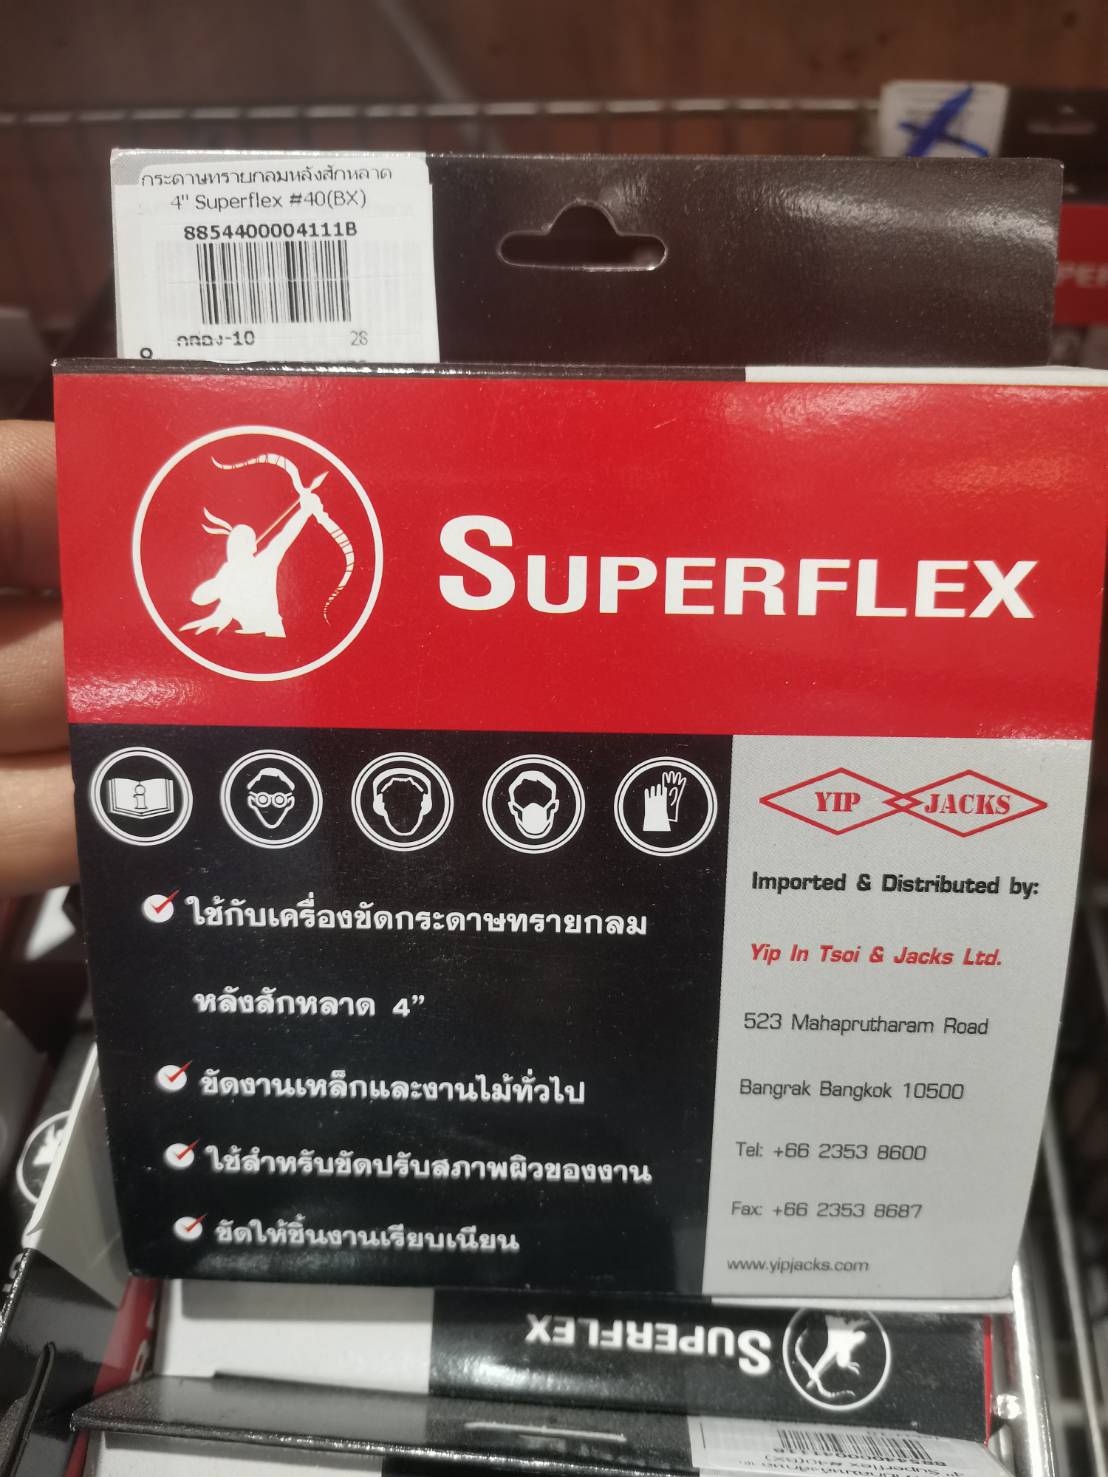 กระดาษทรายกลมหลังสักหลาด
4" Superflex #40(BX)
8854400004111B
กล่อง-10 28
SUPERFLEX
YIP JACKS
ใช้กับเครื่องขัดกระดาษทรายกลม
หลังสักหลาด 4”
ขัดงานเหล็กและงานไม้ทั่วไป
ใช้สำหรับขัดปรับสภาพผิวของงาน
ขัดให้ชิ้นงานเรียบเนียน
Imported & Distributed by:
Yip In Tsoi & Jacks Ltd.
523 Mahaprutharam Road
Bangrak Bangkok 10500
Tel: +66 2353 8600
Fax: +66 2353 8687
www.yipjacks.com
SUPERFLEX